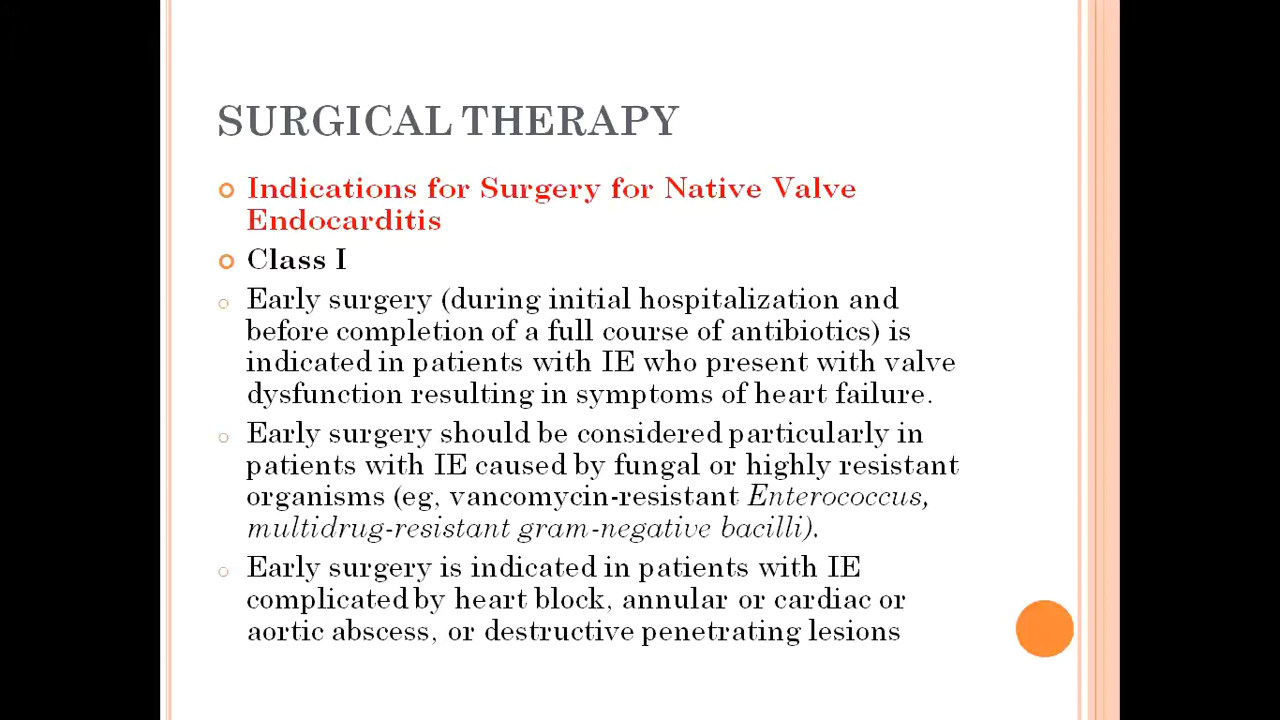 SURGICAL THERAPY
Indications for Surgery for Native Valve
Endocarditis
Class I
Early surgery (during initial hospitalization and
before completion of a full course of antibiotics) is
indicated in patients with IE who present with valve
dysfunction resulting in symptoms of heart failure.
Early surgery should be considered particularly in
patients with IE caused by fungal or highly resistant
organisms (eg, vancomycin-resistant Enterococcus,
multidrug-resistant gram-negative bacilli).
Early surgery is indicated in patients with IE
complicated by heart block, annular or cardiac or
aortic abscess, or destructive penetrating lesions